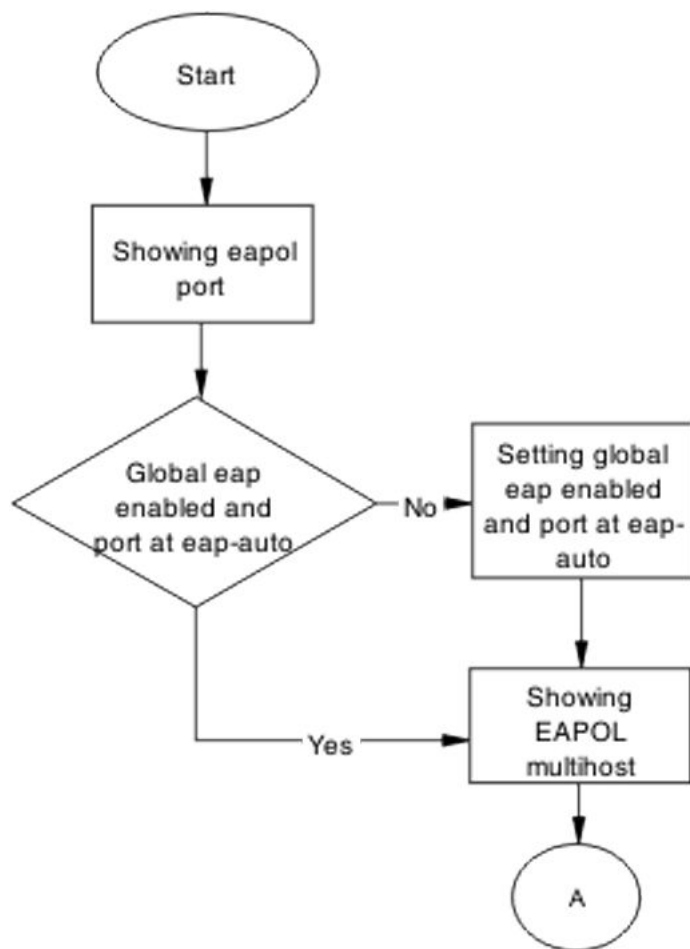 Start
Showing eapol
port
Global eap
enabled and
port at eap-auto
No
Setting global
eap enabled
and port at eap-
auto
Yes
Showing
EAPOL
multihost
A